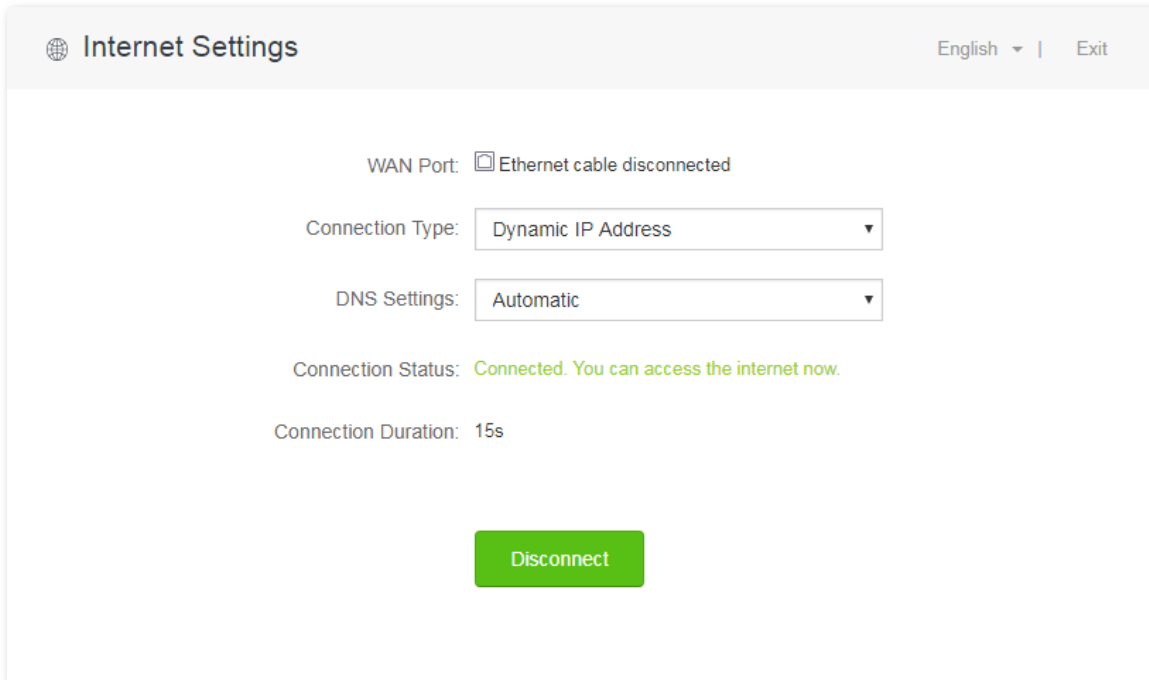 Internet Settings English | Exit
WAN Port: Ethernet cable disconnected
Connection Type: Dynamic IP Address
DNS Settings: Automatic
Connection Status: Connected. You can access the internet now.
Connection Duration: 15s
Disconnect